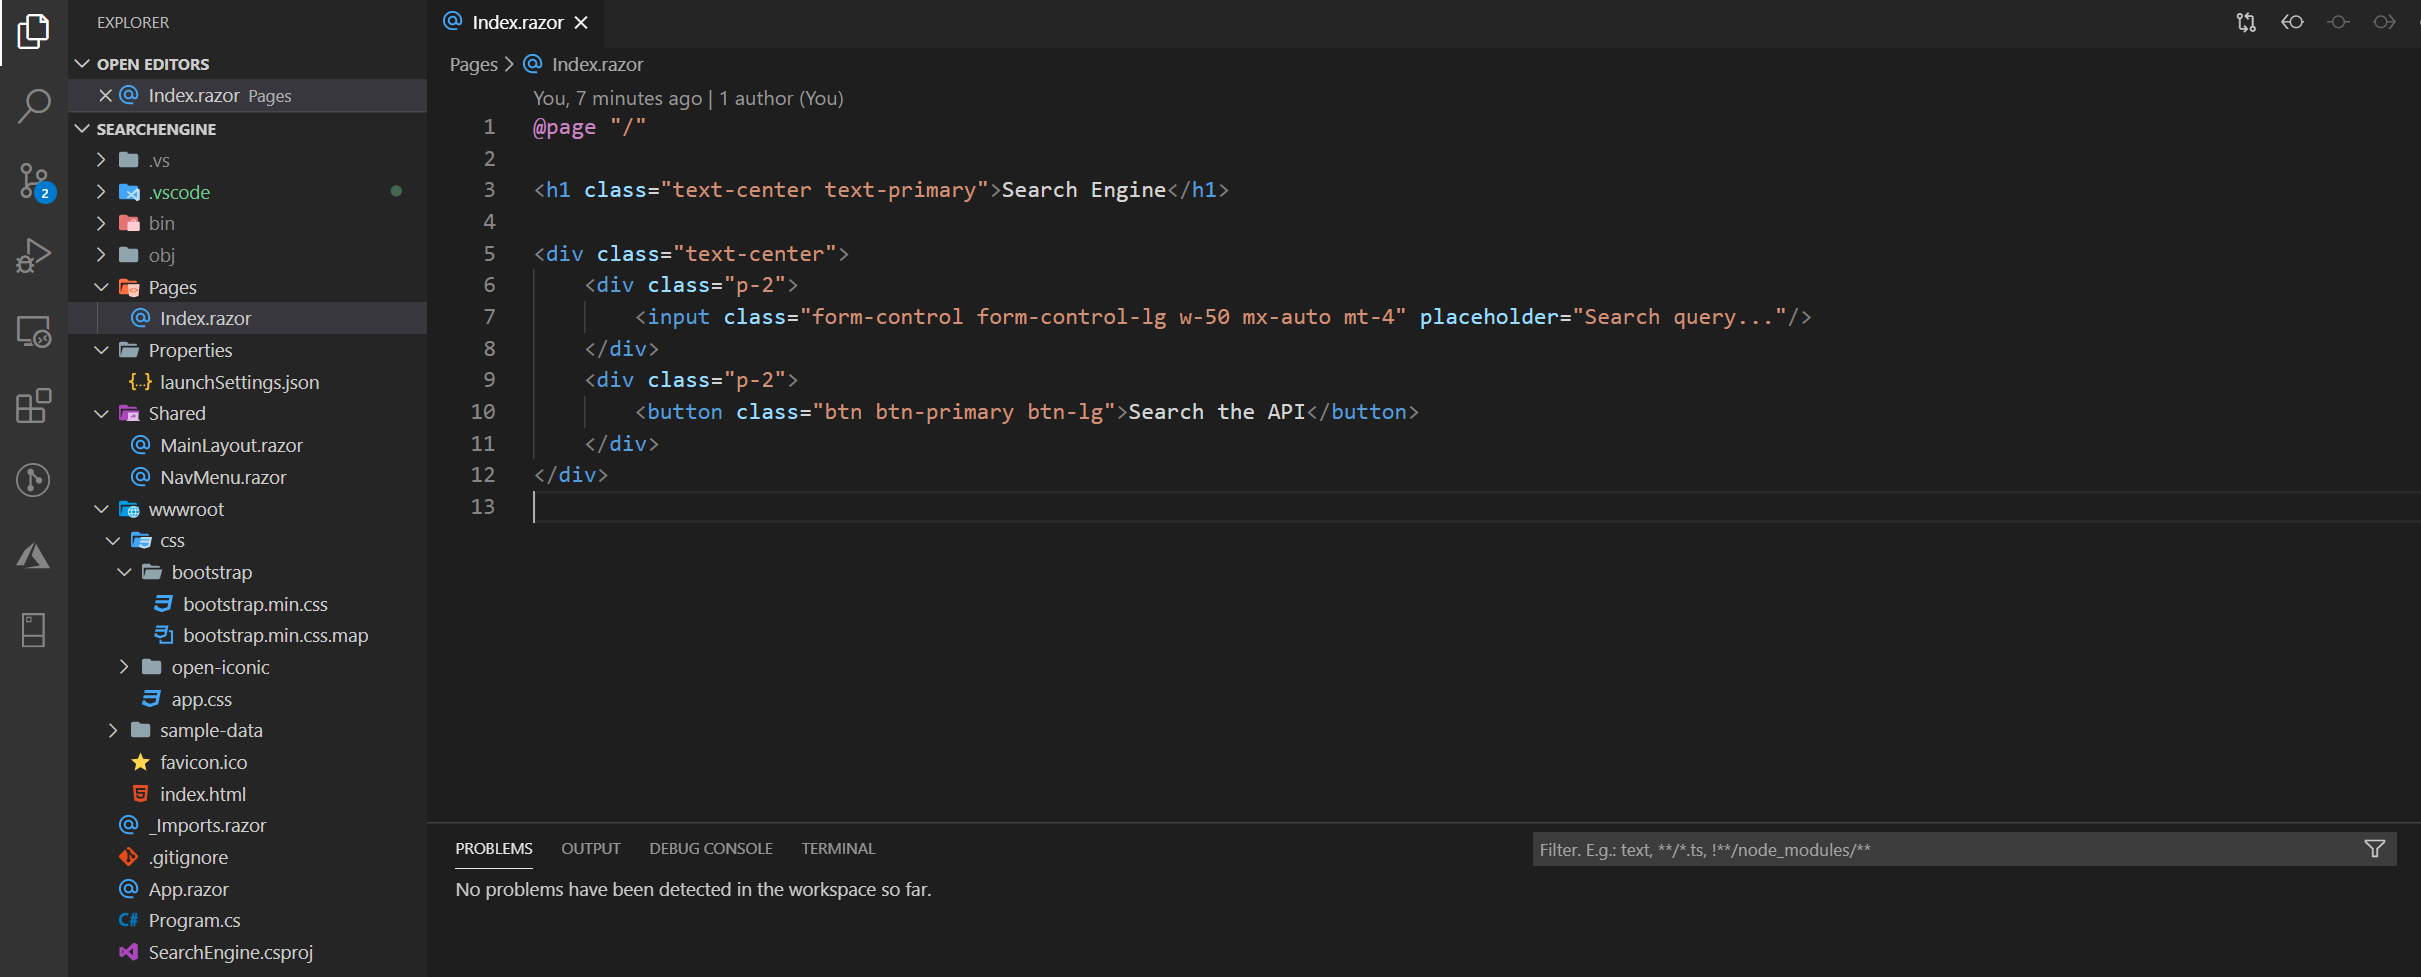 EXPLORER
OPEN EDITORS
Index.razor Pages
SEARCHENGINE
.vs
.vscode
bin
obj
Pages
Index.razor
Properties
{..} launchSettings.json
Shared
MainLayout.razor
NavMenu.razor
wwwroot
css
bootstrap
bootstrap.min.css
bootstrap.min.css.map
open-iconic
app.css
sample-data
favicon.ico
index.html
_Imports.razor
.gitignore
App.razor
C# Program.cs
SearchEngine.csproj
2
Index.razor
Pages > Index.razor
You, 7 minutes ago | 1 author (You)
1 @page "/"
2
3 <h1 class="text-center text-primary">Search Engine</h1>
4
5 <div class="text-center">
6     <div class="p-2">
7         <input class="form-control form-control-lg w-50 mx-auto mt-4" placeholder="Search query..."/>
8     </div>
9     <div class="p-2">
10         <button class="btn btn-primary btn-lg">Search the API</button>
11     </div>
12 </div>
13
PROBLEMS OUTPUT DEBUG CONSOLE TERMINAL
Filter. E.g.: text, **/*.ts, !**/node_modules/**
No problems have been detected in the workspace so far.